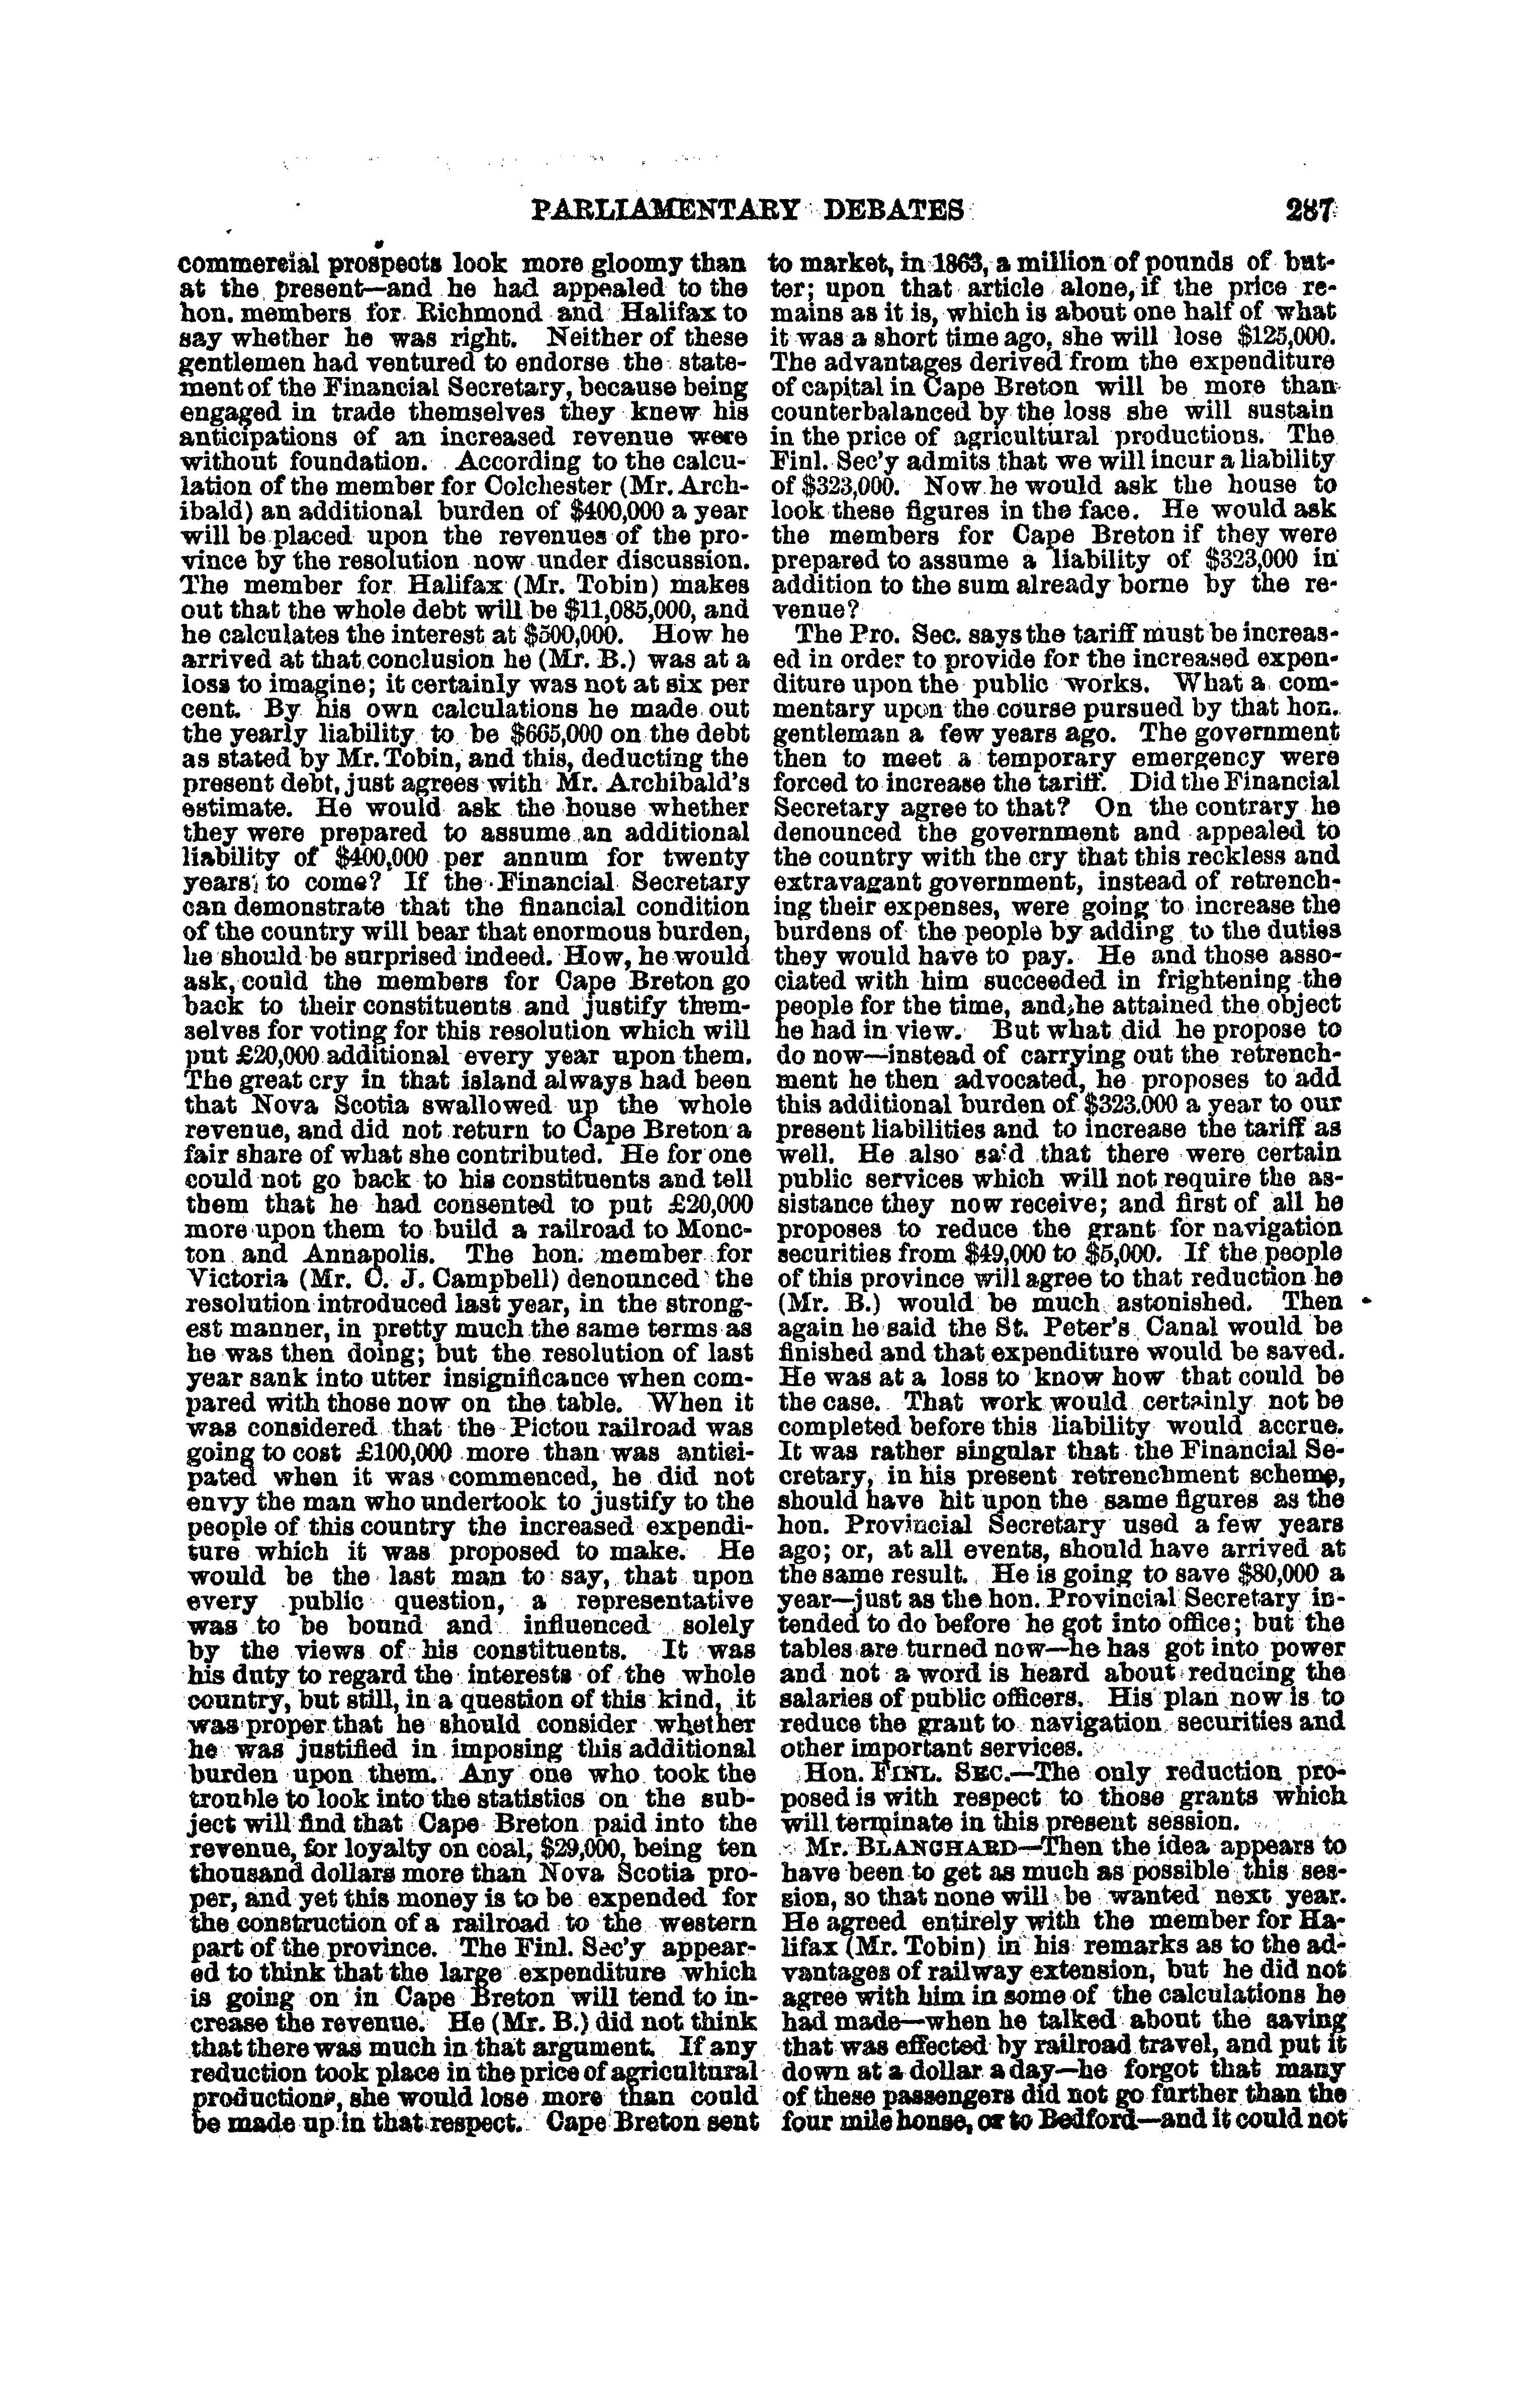 PARLIAMENTARY DEBATES 287
commercial prospects look more gloomy than
at the present—and he had appealed to the
hon. members for Richmond and Halifax to
say whether he was right. Neither of these
gentlemen had ventured to endorse the state-
ment of the Financial Secretary, because being
engaged in trade themselves they knew his
anticipations of an increased revenue were
without foundation. According to the calcu-
lation of the member for Colchester (Mr. Arch-
ibald) an additional burden of $400,000 a year
will be placed upon the revenues of the pro-
vince by the resolution now under discussion.
The member for Halifax (Mr. Tobin) makes
out that the whole debt will be $11,085,000, and
he calculates the interest at $500,000. How he
arrived at that conclusion he (Mr. B.) was at a
loss to imagine; it certainly was not at six per
cent. By his own calculations he made out
the yearly liability to be $665,000 on the debt
as stated by Mr. Tobin, and this, deducting the
present debt, just agrees with Mr. Archibald's
estimate. He would ask the house whether
they were prepared to assume an additional
liability of $400,000 per annum for twenty
years to come? If the Financial Secretary
can demonstrate that the financial condition
of the country will bear that enormous burden,
he should be surprised indeed. How, he would
ask, could the members for Cape Breton go
back to their constituents and justify them-
selves for voting for this resolution which will
put £20,000 additional every year upon them.
The great cry in that island always had been
that Nova Scotia swallowed up the whole
revenue, and did not return to Cape Breton a
fair share of what she contributed. He for one
could not go back to his constituents and tell
them that he had consented to put £20,000
more upon them to build a railroad to Monc-
ton and Annapolis. The hon. member for
Victoria (Mr. C. J. Campbell) denounced the
resolution introduced last year, in the strong-
est manner, in pretty much the same terms as
he was then doing; but the resolution of last
year sank into utter insignificance when com-
pared with those now on the table. When it
was considered that the Pictou railroad was
going to cost £100,000 more than was antici-
pated when it was commenced, he did not
envy the man who undertook to justify to the
people of this country the increased expendi-
ture which it was proposed to make. He
would be the last man to say, that upon
every public question, a representative
was to be bound and influenced solely
by the views of his constituents. It was
his duty to regard the interests of the whole
country, but still, in a question of this kind, it
was proper that he should consider whether
he was justified in imposing this additional
burden upon them. Any one who took the
trouble to look into the statistics on the sub-
ject will find that Cape Breton paid into the
revenue, for loyalty on coal, $29,000, being ten
thousand dollars more than Nova Scotia pro-
per, and yet this money is to be expended for
the construction of a railroad to the western
part of the province. The Finl. Sec'y appear-
ed to think that the large expenditure which
is going on in Cape Breton will tend to in-
crease the revenue. He (Mr. B.) did not think
that there was much in that argument. If any
reduction took place in the price of agricultural
productions, she would lose more than could
be made up in that respect. Cape Breton sent
to market, in 1863, a million of pounds of but-
ter; upon that article alone, if the price re-
mains as it is, which is about one half of what
it was a short time ago, she will lose $125,000.
The advantages derived from the expenditure
of capital in Cape Breton will be more than
counterbalanced by the loss she will sustain
in the price of agricultural productions. The
Finl. Sec'y admits that we will incur a liability
of $323,000. Now he would ask the house to
look these figures in the face. He would ask
the members for Cape Breton if they were
prepared to assume a liability of $323,000 in
addition to the sum already borne by the re-
venue?
The Pro. Sec. says the tariff must be increas-
ed in order to provide for the increased expen-
diture upon the public works. What a com-
mentary upon the course pursued by that hon.
gentleman a few years ago. The government
then to meet a temporary emergency were
forced to increase the tariff. Did the Financial
Secretary agree to that? On the contrary he
denounced the government and appealed to
the country with the cry that this reckless and
extravagant government, instead of retrench-
ing their expenses, were going to increase the
burdens of the people by adding to the duties
they would have to pay. He and those asso-
ciated with him succeeded in frightening the
people for the time, and he attained the object
he had in view. But what did he propose to
do now—instead of carrying out the retrench-
ment he then advocated, he proposes to add
this additional burden of $323.000 a year to our
present liabilities and to increase the tariff as
well. He also said that there were certain
public services which will not require the as-
sistance they now receive; and first of all he
proposes to reduce the grant for navigation
securities from $49,000 to $5,000. If the people
of this province will agree to that reduction he
(Mr. B.) would be much astonished. Then
again he said the St. Peter's Canal would be
finished and that expenditure would be saved.
He was at a loss to know how that could be
the case. That work would certainly not be
completed before this liability would accrue.
It was rather singular that the Financial Se-
cretary, in his present retrenchment scheme,
should have hit upon the same figures as the
hon. Provincial Secretary used a few years
ago; or, at all events, should have arrived at
the same result. He is going to save $80,000 a
year—just as the hon. Provincial Secretary in-
tended to do before he got into office; but the
tables are turned now—he has got into power
and not a word is heard about reducing the
salaries of public officers. His plan now is to
reduce the grant to navigation securities and
other important services.
Hon. FINL. SEC.—The only reduction pro-
posed is with respect to those grants which
will terminate in this present session.
Mr. BLANCHARD—Then the idea appears to
have been to get as much as possible this ses-
sion, so that none will be wanted next year.
He agreed entirely with the member for Ha-
lifax (Mr. Tobin) in his remarks as to the ad-
vantages of railway extension, but he did not
agree with him in some of the calculations he
had made—when he talked about the saving
that was effected by railroad travel, and put it
down at a dollar a day—he forgot that many
of these passengers did not go further than the
four mile house, or to Bedford—and it could not